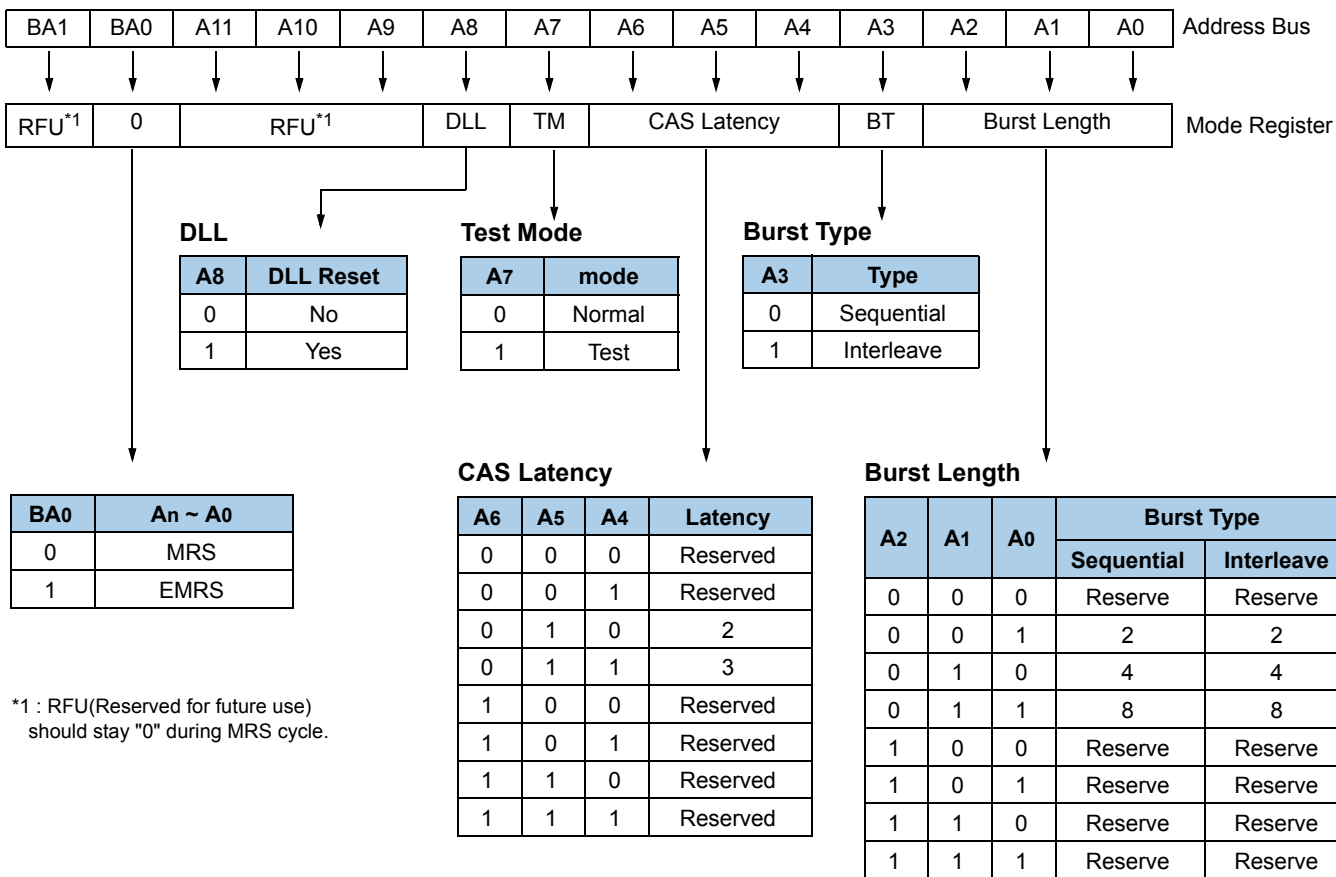 BA1 BA0 A11 A10 A9 A8 A7 A6 A5 A4 A3 A2 A1 A0 Address Bus
RFU*1 0 RFU*1 DLL TM CAS Latency BT Burst Length Mode Register
DLL
A8 DLL Reset
0 No
1 Yes
Test Mode
A7 mode
0 Normal
1 Test
Burst Type
A3 Type
0 Sequential
1 Interleave
BA0 An ~ A0
0 MRS
1 EMRS
*1 : RFU(Reserved for future use)
should stay "0" during MRS cycle.
CAS Latency
A6 A5 A4 Latency
0 0 0 Reserved
0 0 1 Reserved
0 1 0 2
0 1 1 3
1 0 0 Reserved
1 0 1 Reserved
1 1 0 Reserved
1 1 1 Reserved
Burst Length
A2 A1 A0 Burst Type
Sequential Interleave
0 0 0 Reserve Reserve
0 0 1 2 2
0 1 0 4 4
0 1 1 8 8
1 0 0 Reserve Reserve
1 0 1 Reserve Reserve
1 1 0 Reserve Reserve
1 1 1 Reserve Reserve